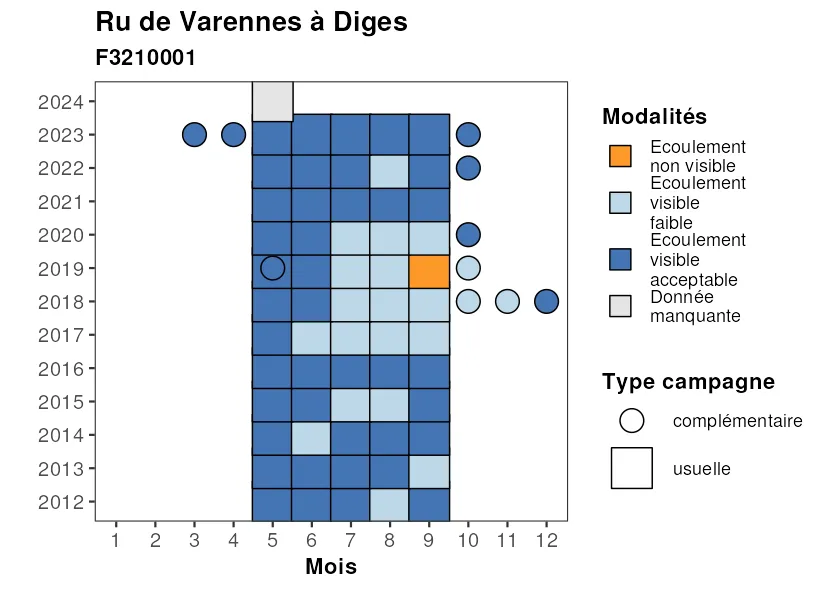 Ru de Varennes à Diges
F3210001
2024
2023
2022
2021
2020
2019
2018
2017
2016
2015
2014
2013
2012
1 2 3 4 5 6 7 8 9 10 11 12
Mois
Modalités
Ecoulement
non visible
Ecoulement
visible
faible
Ecoulement
visible
acceptable
Donnée
manquante
Type campagne
complémentaire
usuelle